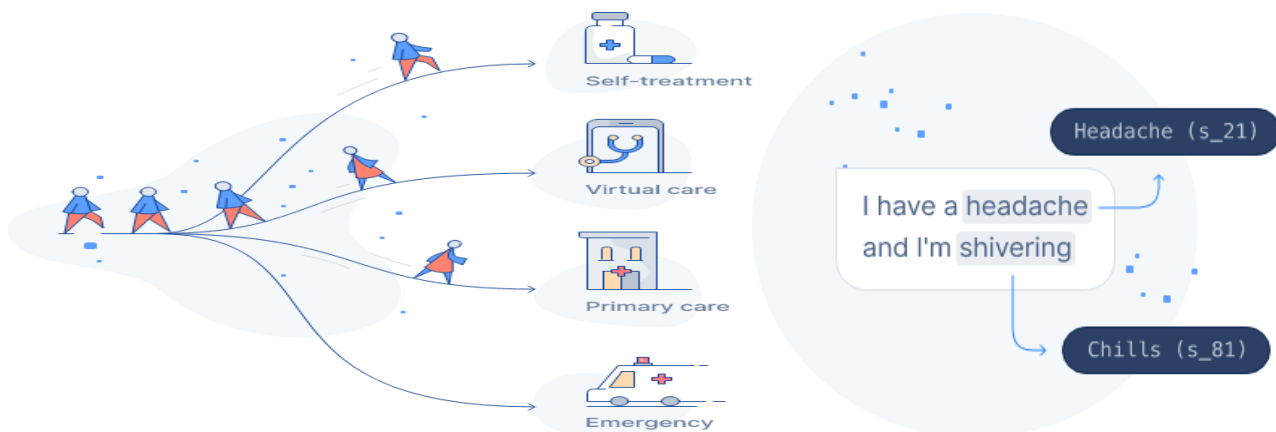 Self-treatment
Virtual care
Primary care
Emergency
Headache (s_21)
I have a headache
and I'm shivering
Chills (s_81)